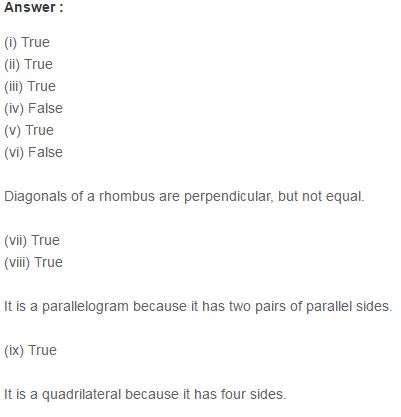 Answer :
(i) True
(ii) True
(iii) True
(iv) False
(v) True
(vi) False
Diagonals of a rhombus are perpendicular, but not equal.
(vii) True
(viii) True
It is a parallelogram because it has two pairs of parallel sides.
(ix) True
It is a quadrilateral because it has four sides.